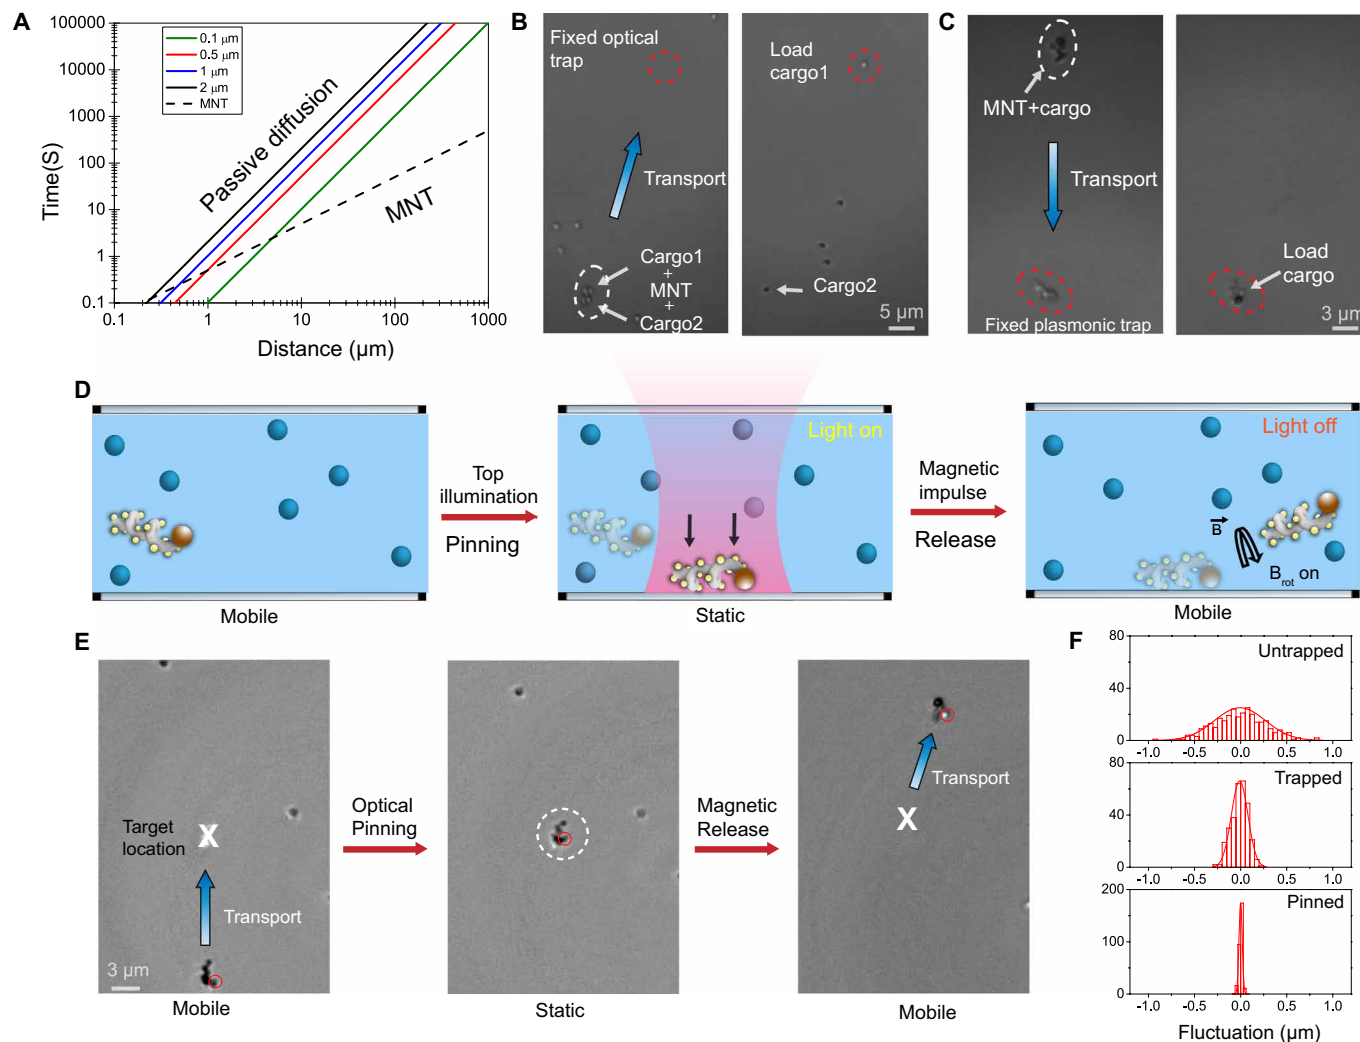 A
Time(S)
100000
10000
1000
100
10
1
0.1
0.1
1
10
100
1000
Distance (µm)
0.1 µm
0.5 µm
1 µm
2 µm
MNT
Passive diffusion
MNT
B
Fixed optical
trap
Transport
Cargo1
+
MNT
+
Cargo2
Load
cargo1
Cargo2
5 µm
C
MNT+cargo
Transport
Fixed plasmonic trap
Load
cargo
3 µm
D
Mobile
Top
illumination
Pinning
Light on
Static
Magnetic
impulse
Release
Light off
B
Brot on
Mobile
E
Target
location
X
Transport
3 µm
Mobile
Optical
Pinning
Static
Magnetic
Release
Transport
X
Mobile
F
80
40
0
Untrapped
-1.0 -0.5 0.0 0.5 1.0
80
40
0
Trapped
-1.0 -0.5 0.0 0.5 1.0
200
100
0
Pinned
-1.0 -0.5 0.0 0.5 1.0
Fluctuation (µm)